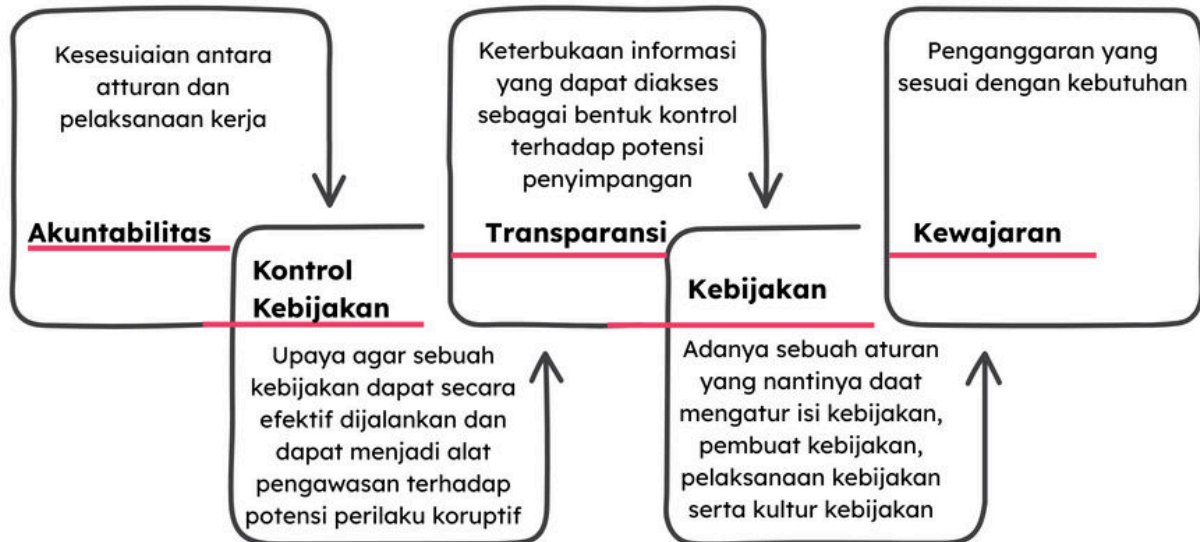 Kesesuiaian antara
atturan dan
pelaksanaan kerja
Akuntabilitas
Kontrol
Kebijakan
Upaya agar sebuah
kebijakan dapat secara
efektif dijalankan dan
dapat menjadi alat
pengawasan terhadap
potensi perilaku koruptif
Keterbukaan informasi
yang dapat diakses
sebagai bentuk kontrol
terhadap potensi
penyimpangan
Transparansi
Kebijakan
Adanya sebuah aturan
yang nantinya daat
mengatur isi kebijakan,
pembuat kebijakan,
pelaksanaan kebijakan
serta kultur kebijakan
Penganggaran yang
sesuai dengan kebutuhan
Kewajaran